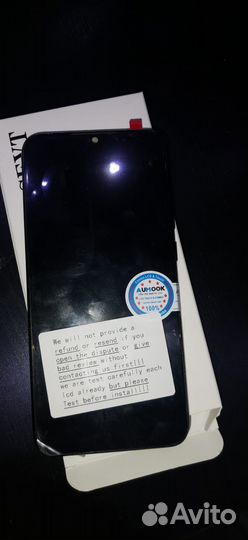 AUMOOK
100%
We will not provide a
refund or resend if you
open the dispute or give
bad review without
contacting us first!!!!
we are test carefully each
lcd already but please
Test before install!!!!
Avito